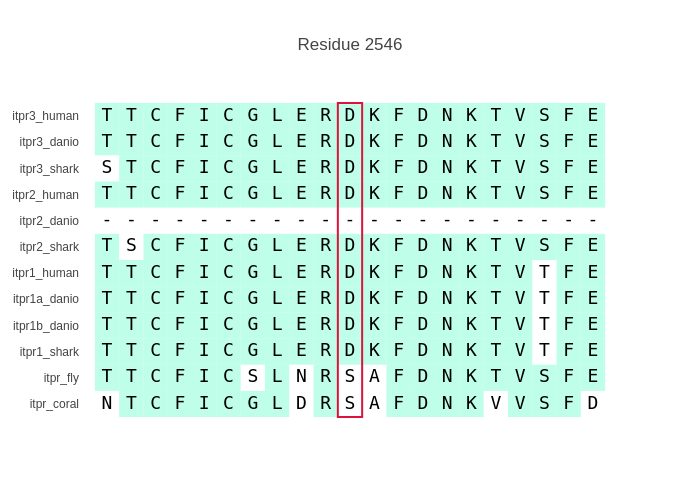 Residue 2546
itpr3_human T T C F I C G L E R D K F D N K T V S F E
itpr3_danio T T C F I C G L E R D K F D N K T V S F E
itpr3_shark S T C F I C G L E R D K F D N K T V S F E
itpr2_human T T C F I C G L E R D K F D N K T V S F E
itpr2_danio - - - - - - - - - - - - - - - - - - - - -
itpr2_shark T S C F I C G L E R D K F D N K T V S F E
itpr1_human T T C F I C G L E R D K F D N K T V T F E
itpr1a_danio T T C F I C G L E R D K F D N K T V T F E
itpr1b_danio T T C F I C G L E R D K F D N K T V T F E
itpr1_shark T T C F I C G L E R D K F D N K T V T F E
itpr_fly T T C F I C S L N R S A F D N K T V S F E
itpr_coral N T C F I C G L D R S A F D N K V V S F D